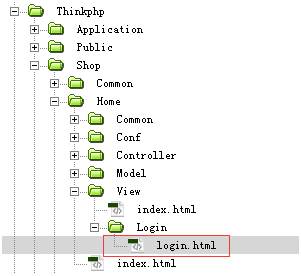 Thinkphp
Application
Public
Shop
Common
Home
Common
Conf
Controller
Model
View
index.html
Login
login.html
index.html